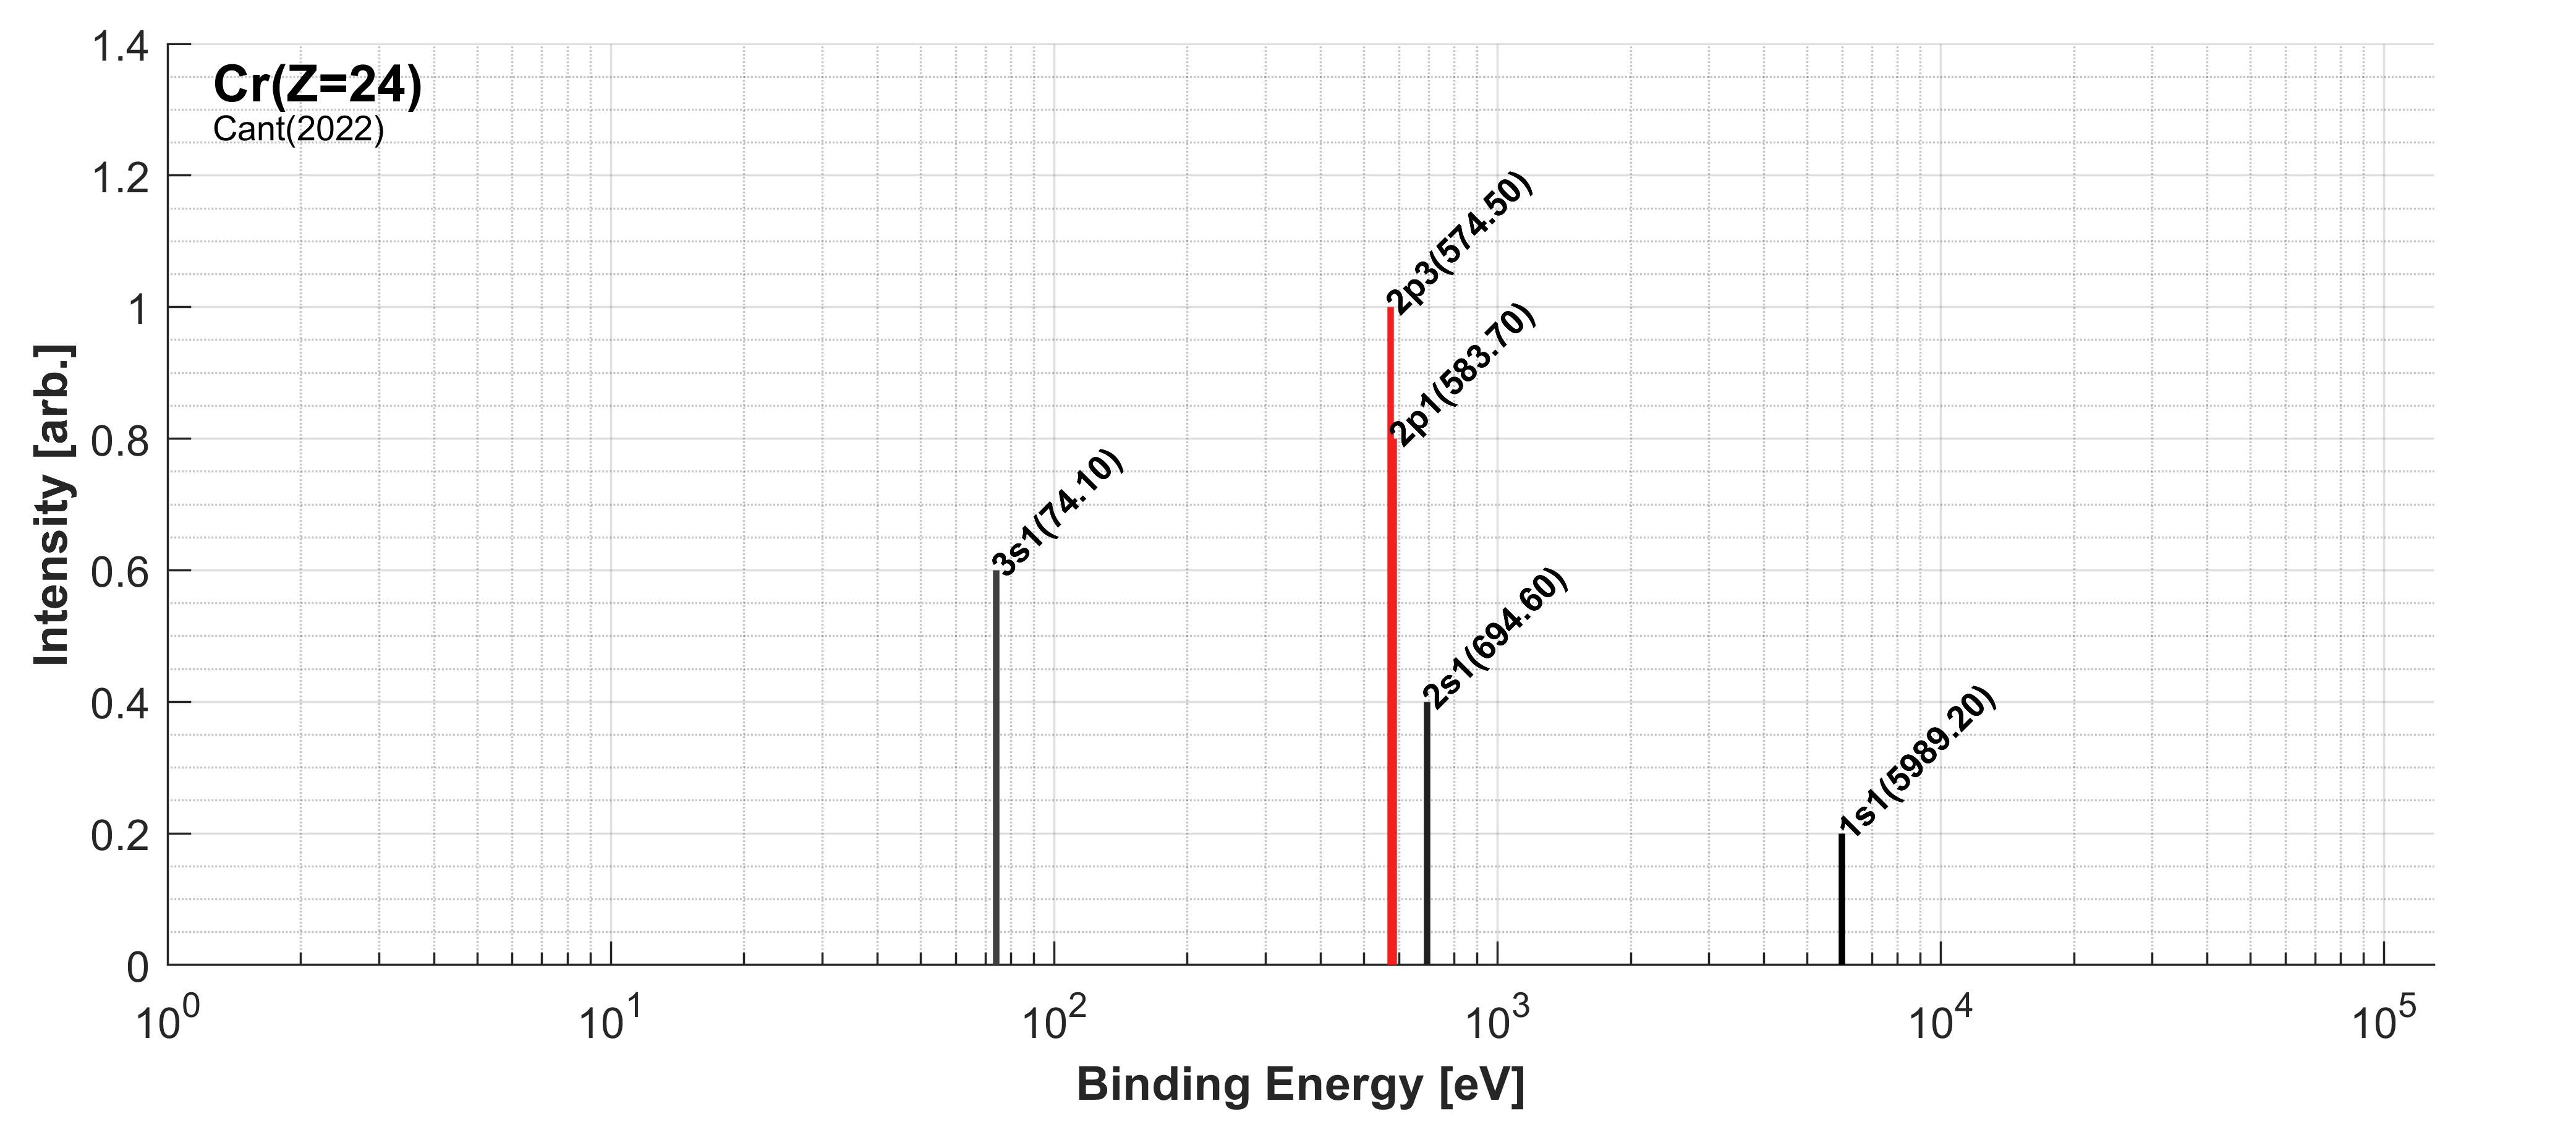 Cr(Z=24)
Cant(2022)
Intensity [arb.]
1.4
1.2
1
0.8
0.6
0.4
0.2
0
2p3(574.50)
2p1(583.70)
3s1(74.10)
2s1(694.60)
1s1(5989.20)
10^0 10^1 10^2 10^3 10^4 10^5
Binding Energy [eV]